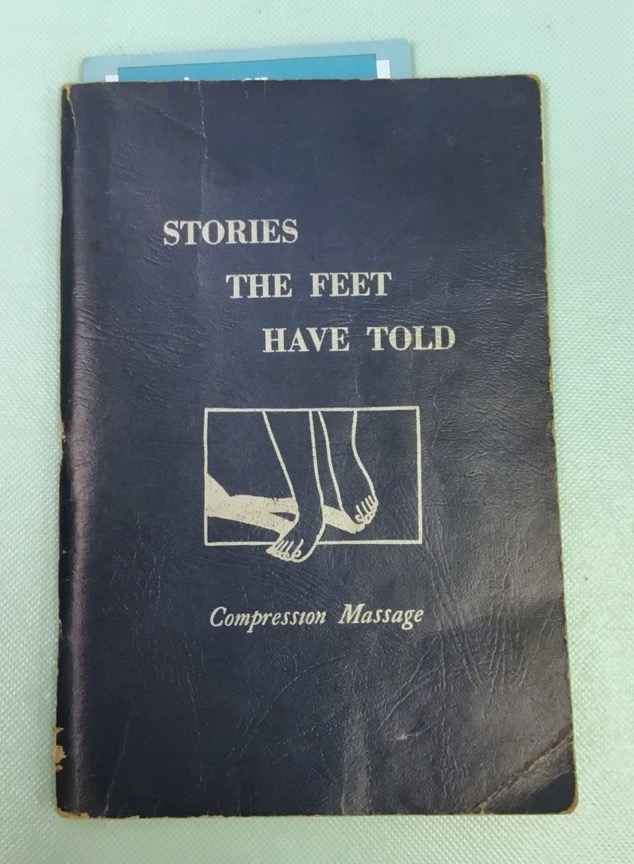 STORIES
THE FEET
HAVE TOLD
Compression Massage